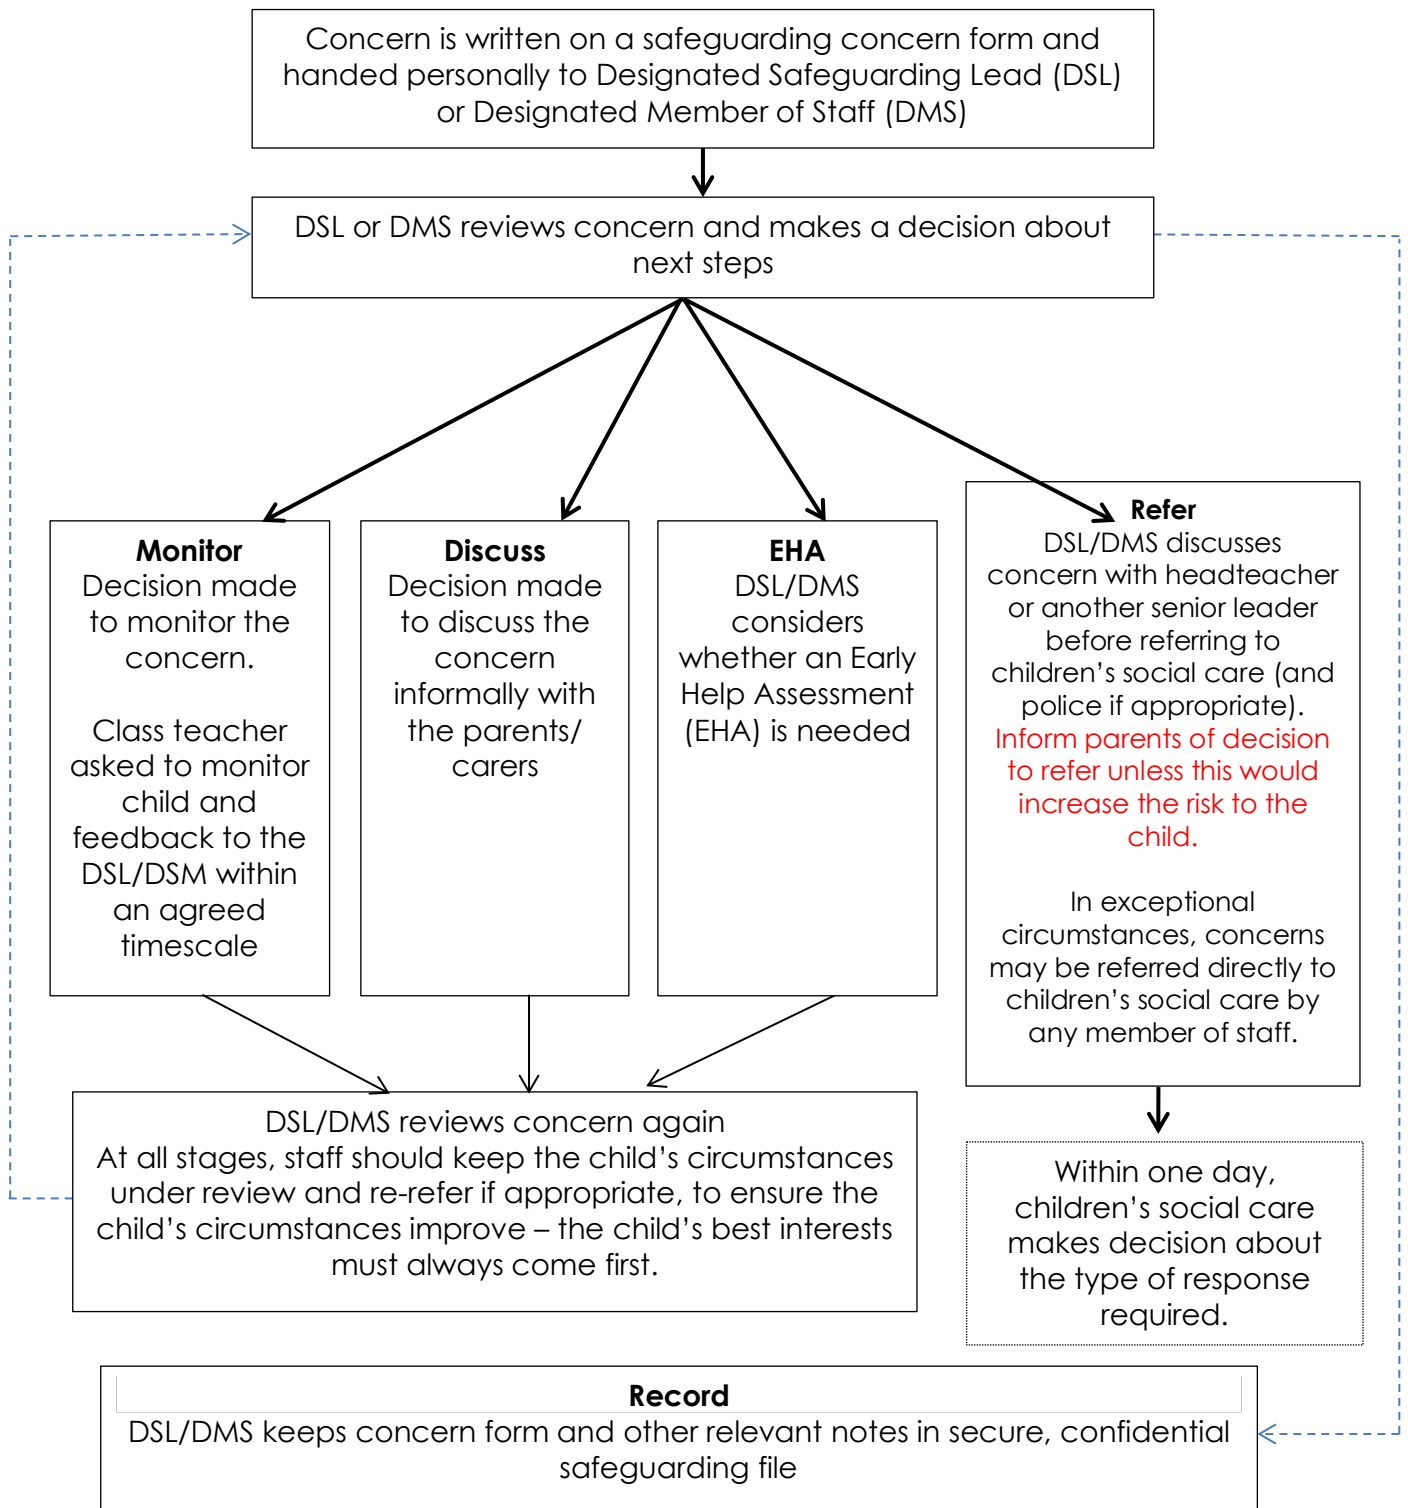 Concern is written on a safeguarding concern form and
handed personally to Designated Safeguarding Lead (DSL)
or Designated Member of Staff (DMS)
DSL or DMS reviews concern and makes a decision about
next steps
Monitor
Decision made
to monitor the
concern.
Class teacher
asked to monitor
child and
feedback to the
DSL/DSM within
an agreed
timescale
Discuss
Decision made
to discuss the
concern
informally with
the parents/
carers
EHA
DSL/DMS
considers
whether an Early
Help Assessment
(EHA) is needed
Refer
DSL/DMS discusses
concern with headteacher
or another senior leader
before referring to
children’s social care (and
police if appropriate).
Inform parents of decision
to refer unless this would
increase the risk to the
child.
In exceptional
circumstances, concerns
may be referred directly to
children’s social care by
any member of staff.
DSL/DMS reviews concern again
At all stages, staff should keep the child’s circumstances
under review and re-refer if appropriate, to ensure the
child’s circumstances improve – the child’s best interests
must always come first.
Within one day,
children’s social care
makes decision about
the type of response
required.
Record
DSL/DMS keeps concern form and other relevant notes in secure, confidential
safeguarding file